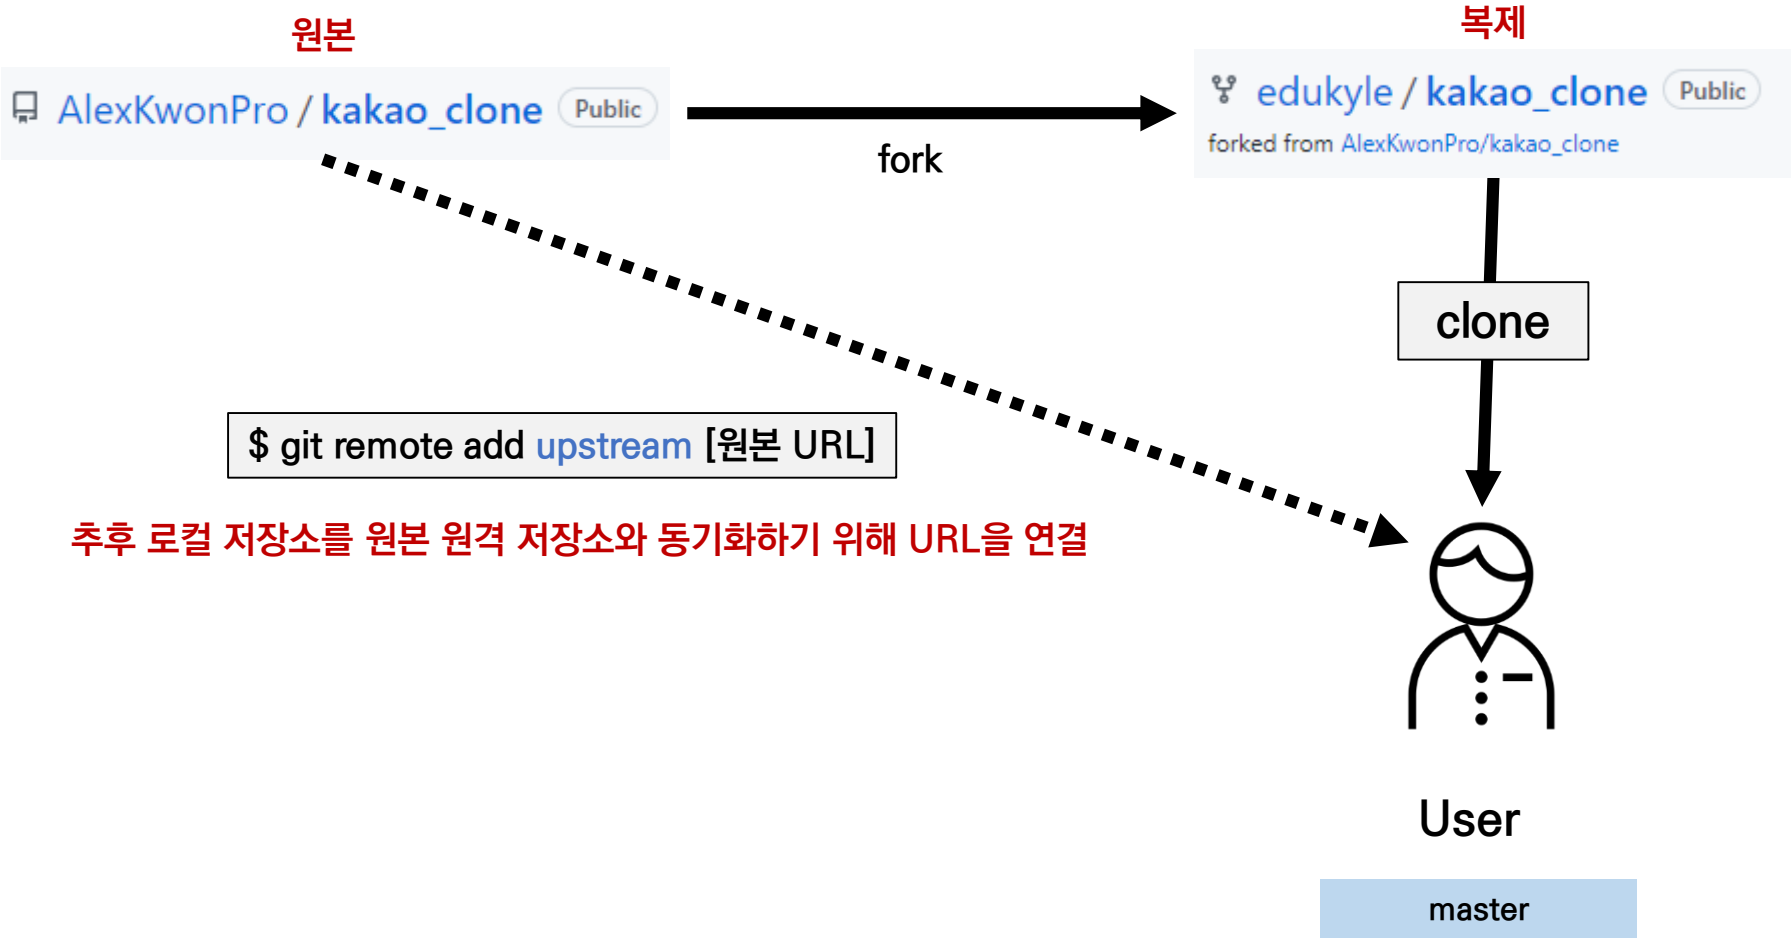 원본
AlexKwonPro / kakao_clone Public
fork
복제
edukyle / kakao_clone Public
forked from AlexKwonPro/kakao_clone
clone
$ git remote add upstream [원본 URL]
추후 로컬 저장소를 원본 원격 저장소와 동기화하기 위해 URL을 연결
User
master